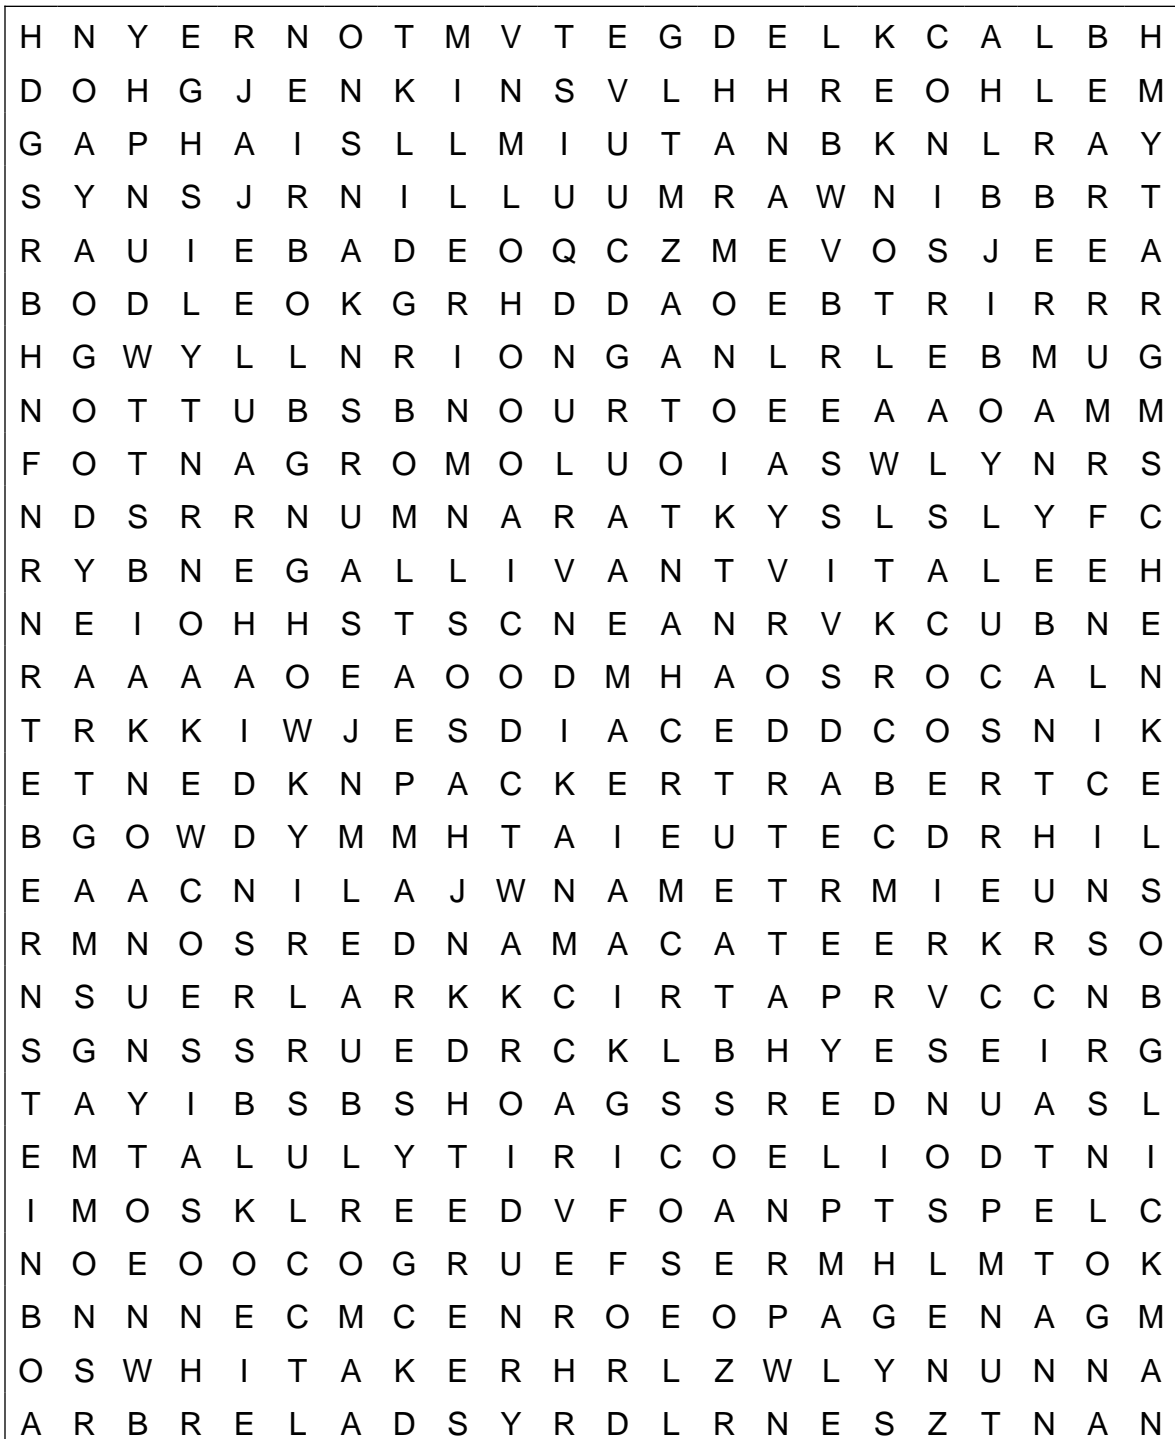 H N Y E R N O T M V T E G D E L K C A L B H
D O H G J E N K I N S V L H H R E O H L E M
G A P H A I S L L M I U T A N B K N L R A Y
S Y N S J R N I L L U U M R A W N I B B R T
R A U I E B A D E O Q C Z M E V O S J E E A
B O D L E O K G R H D D A O E B T R I R R R
H G W Y L L N R I O N G A N L R L E B M U G
N O T T U B S B N O U R T O E E A A O A M M
F O T N A G R O M O L U O I A S W L Y N R S
N D S R R N U M N A R A T K Y S L S L Y F C
R Y B N E G A L L I V A N T V I T A L E E H
N E I O H H S T S C N E A N R V K C U B N E
R A A A A O E A O O D M H A O S R O C A L N
T R K K I W J E S D I A C E D D C O S N I K
E T N E D K N P A C K E R T R A B E R T C E
B G O W D Y M M H T A I E U T E C D R H I L
E A A C N I L A J W N A M E T R M I E U N S
R M N O S R E D N A M A C A T E E R K R S O
N S U E R L A R K K C I R T A P R V C C N B
S G N S S R U E D R C K L B H Y E S E I R G
T A Y I B S B S H O A G S S R E D N U A S L
E M T A L U L Y T I R I C O E L I O D T N I
I M O S K L R E E D V F O A N P T S P E L C
N O E O O C O G R U E F S E R M H L M T O K
B N N N E C M C E N R O E O P A G E N A G M
O S W H I T A K E R H R L Z W L Y N U N N A
A R B R E L A D S Y R D L R N E S Z T N A N